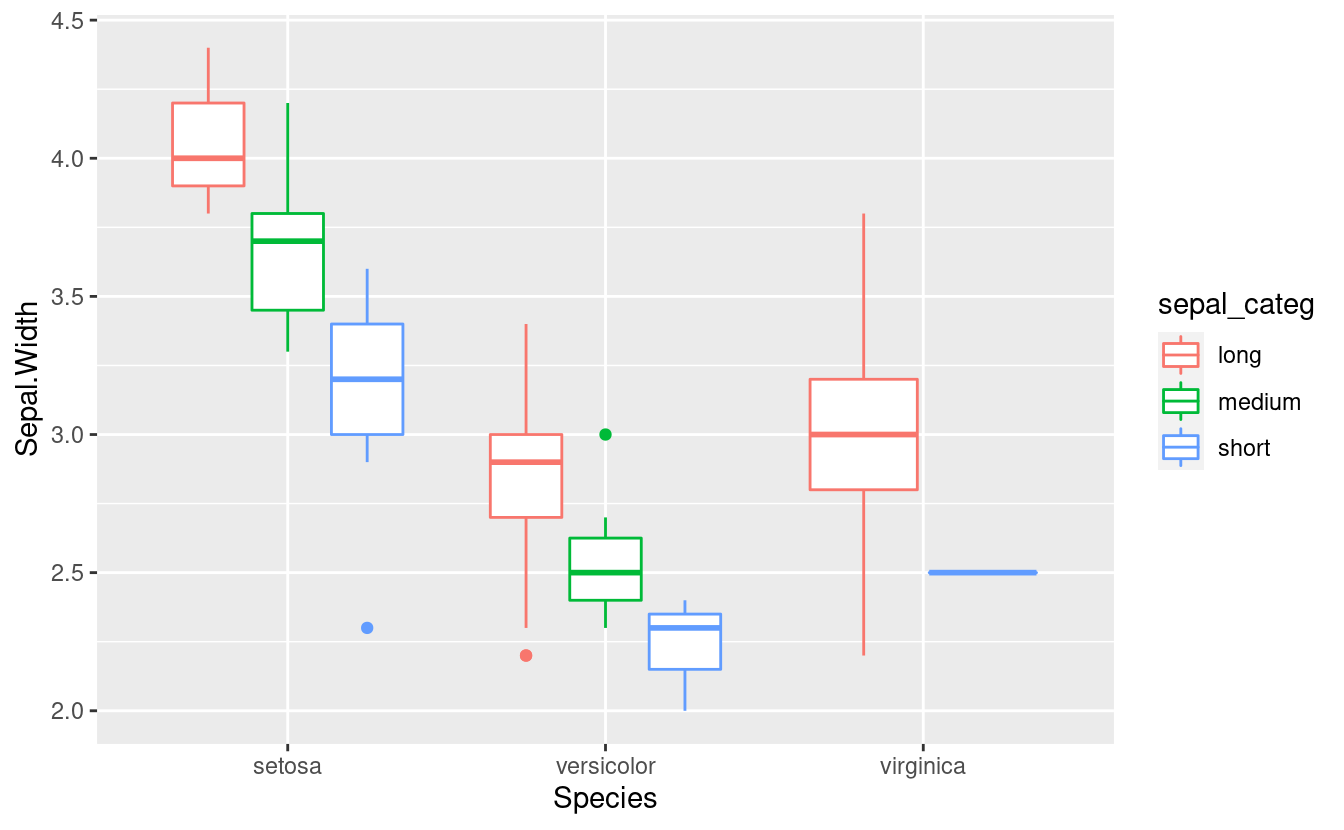 Sepal.Width
4.5
4.0
3.5
3.0
2.5
2.0
setosa versicolor virginica
Species
sepal_categ
long
medium
short